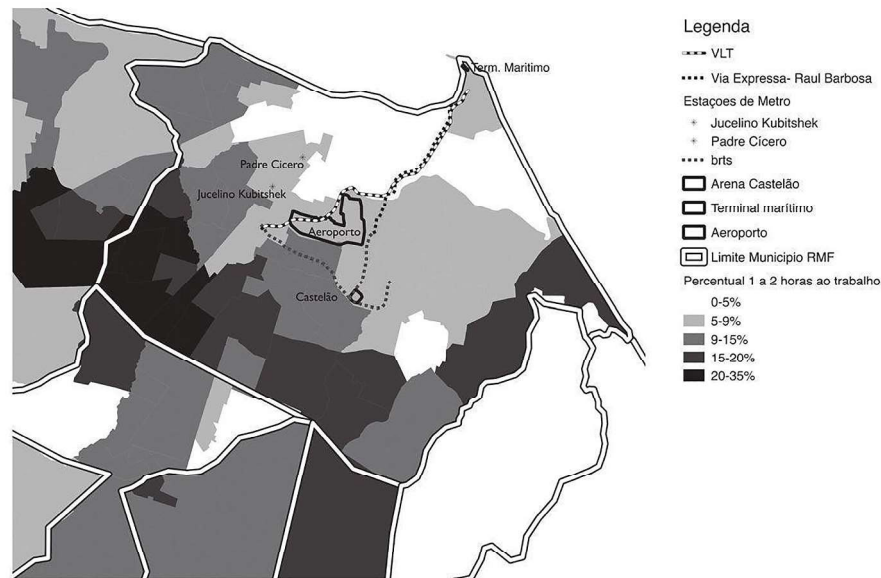 Term. Maritimo
Padre Cicero
Jucelino Kubitshek
Aeroporto
Castelão
Legenda
VLT
Via Expressa- Raul Barbosa
Estaçoes de Metro
Jucelino Kubitshek
Padre Cícero
brts
Arena Castelão
Terminal marítimo
Aeroporto
Limite Municipio RMF
Percentual 1 a 2 horas ao trabalho
0-5%
5-9%
9-15%
15-20%
20-35%